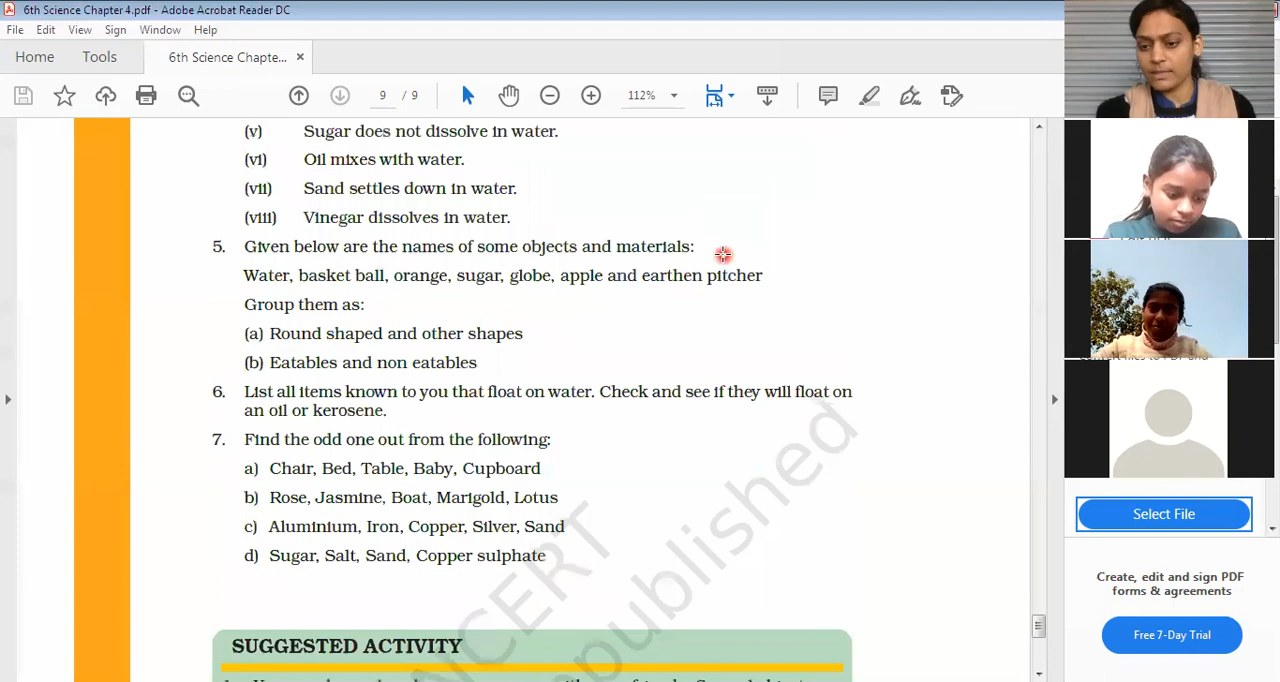 6th Science Chapter 4.pdf - Adobe Acrobat Reader DC
File Edit View Sign Window Help
Home Tools 6th Science Chapte... ×
9 / 9 112%
(v) Sugar does not dissolve in water.
(vi) Oil mixes with water.
(vii) Sand settles down in water.
(viii) Vinegar dissolves in water.
5. Given below are the names of some objects and materials:
Water, basket ball, orange, sugar, globe, apple and earthen pitcher
Group them as:
(a) Round shaped and other shapes
(b) Eatables and non eatables
6. List all items known to you that float on water. Check and see if they will float on
an oil or kerosene.
7. Find the odd one out from the following:
a) Chair, Bed, Table, Baby, Cupboard
b) Rose, Jasmine, Boat, Marigold, Lotus
c) Aluminium, Iron, Copper, Silver, Sand
d) Sugar, Salt, Sand, Copper sulphate
NCERT
republished
SUGGESTED ACTIVITY
Select File
Create, edit and sign PDF
forms & agreements
Free 7-Day Trial